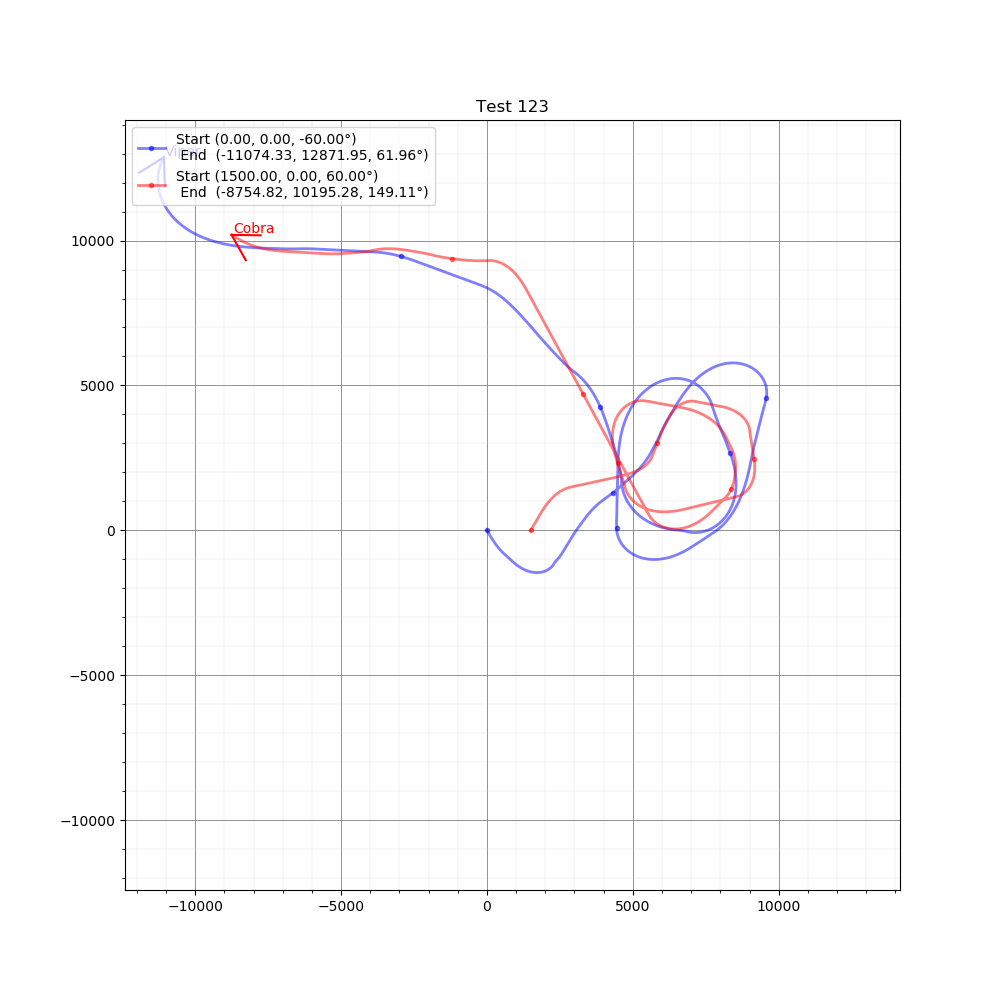 Test 123
Start (0.00, 0.00, -60.00°)
End (-11074.33, 12871.95, 61.96°)
Start (1500.00, 0.00, 60.00°)
End (-8754.82, 10195.28, 149.11°)
Viper
Cobra
10000
5000
0
−5000
−10000
−10000
−5000
0
5000
10000